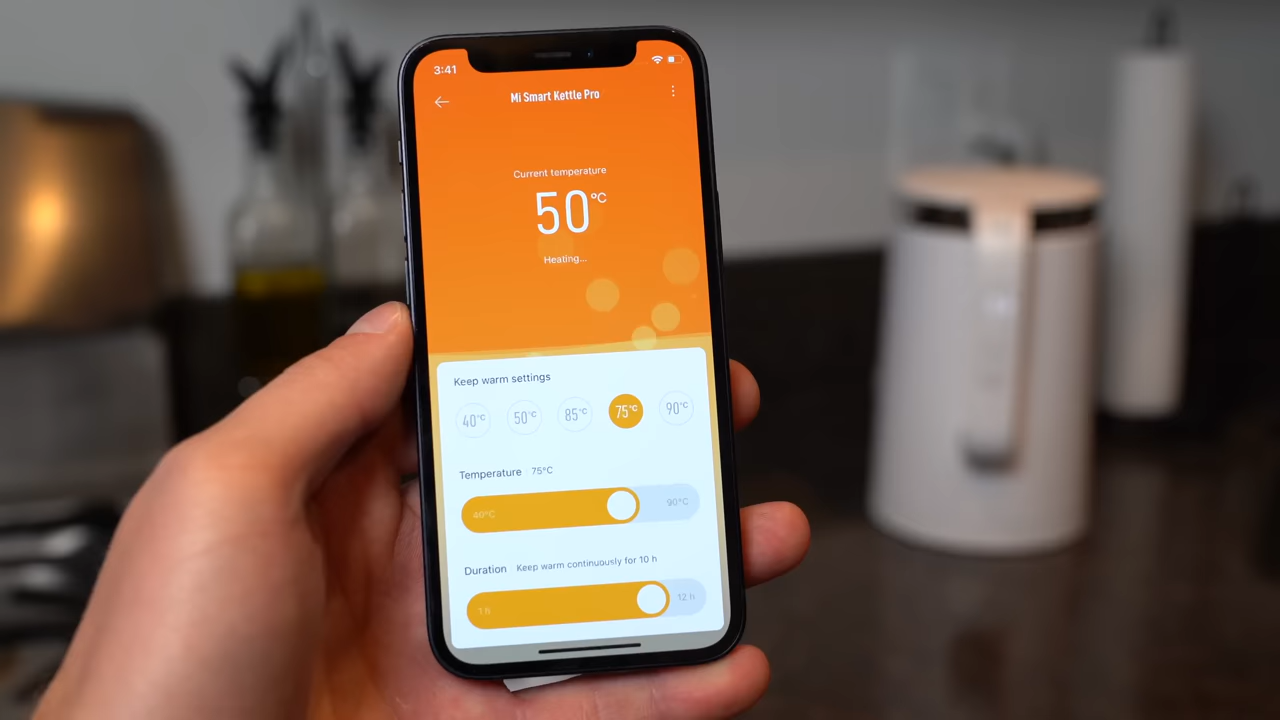 3:41
Mi Smart Kettle Pro
Current temperature
50°C
Heating...
Keep warm settings
40°C 50°C 85°C 75°C 90°C
Temperature 75°C
40°C 90°C
Duration Keep warm continuously for 10 h
1 h 12 h